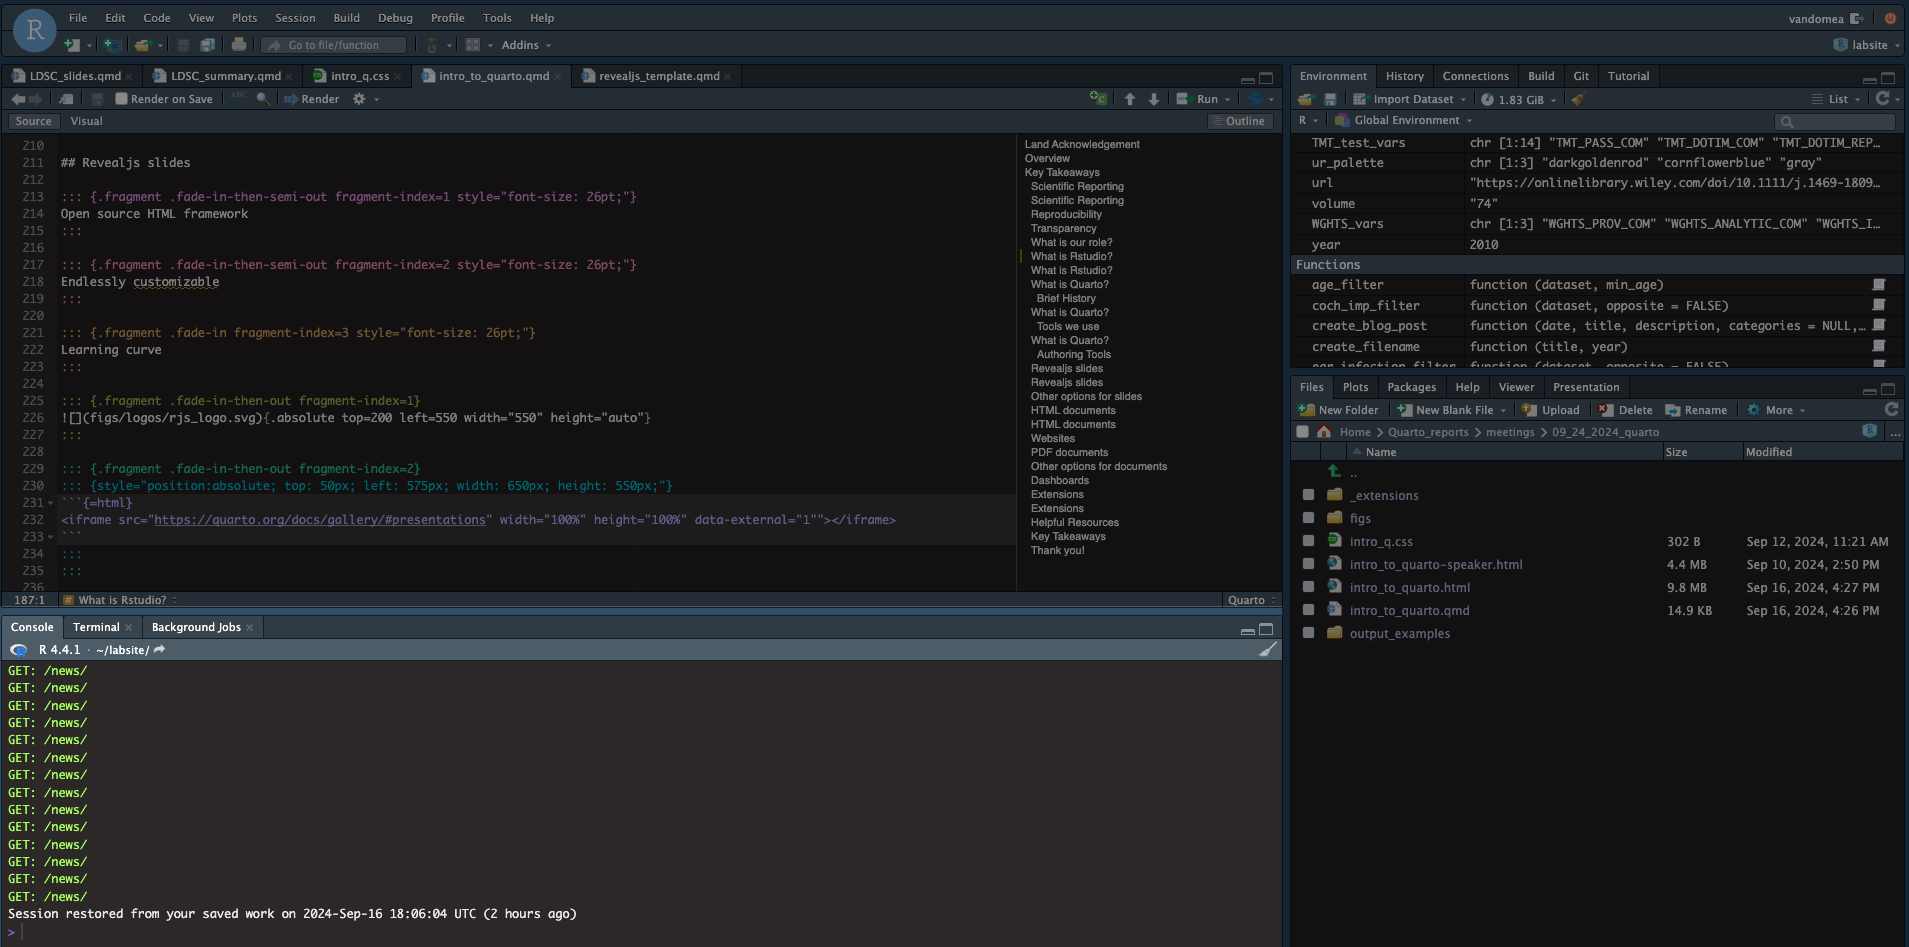 R
File Edit Code View Plots Session Build Debug Profile Tools Help
vandomea
Go to file/function
Addins
labsite
LDSC_slides.qmd
LDSC_summary.qmd
intro_q.css
intro_to_quarto.qmd
revealjs_template.qmd
Render on Save
ABC
Render
Run
Source Visual
Outline
210
211 ## Revealjs slides
212
213 ::: {.fragment .fade-in-then-semi-out fragment-index=1 style="font-size: 26pt;"}
214 Open source HTML framework
215 :::
216
217 ::: {.fragment .fade-in-then-semi-out fragment-index=2 style="font-size: 26pt;"}
218 Endlessly customizable
219 :::
220
221 ::: {.fragment .fade-in fragment-index=3 style="font-size: 26pt;"}
222 Learning curve
223 :::
224
225 ::: {.fragment .fade-in-then-out fragment-index=1}
226 ![](figs/logos/rjs_logo.svg){.absolute top=200 left=550 width="550" height="auto"}
227 :::
228
229 ::: {.fragment .fade-in-then-out fragment-index=2}
230 ::: {style="position:absolute; top: 50px; left: 575px; width: 650px; height: 550px;"}
231 ```{=html}
232 <iframe src="https://quarto.org/docs/gallery/#presentations" width="100%" height="100%" data-external="1""></iframe>
233 ```
234 :::
235 :::
236
Land Acknowledgement
Overview
Key Takeaways
Scientific Reporting
Scientific Reporting
Reproducibility
Transparency
What is our role?
What is Rstudio?
What is Rstudio?
What is Quarto?
Brief History
What is Quarto?
Tools we use
What is Quarto?
Authoring Tools
Revealjs slides
Revealjs slides
Other options for slides
HTML documents
HTML documents
Websites
PDF documents
Other options for documents
Dashboards
Extensions
Extensions
Helpful Resources
Key Takeaways
Thank you!
187:1 # What is Rstudio?
Quarto
Console Terminal Background Jobs
R 4.4.1 · ~/labsite/
GET: /news/
GET: /news/
GET: /news/
GET: /news/
GET: /news/
GET: /news/
GET: /news/
GET: /news/
GET: /news/
GET: /news/
GET: /news/
GET: /news/
GET: /news/
GET: /news/
Session restored from your saved work on 2024-Sep-16 18:06:04 UTC (2 hours ago)
>
Environment History Connections Build Git Tutorial
Import Dataset 1.83 GiB List
R Global Environment
TMT_test_vars chr [1:14] "TMT_PASS_COM" "TMT_DOTIM_COM" "TMT_DOTIM_REP…
ur_palette chr [1:3] "darkgoldenrod" "cornflowerblue" "gray"
url "https://onlinelibrary.wiley.com/doi/10.1111/j.1469-1809…
volume "74"
WGHTS_vars chr [1:3] "WGHTS_PROV_COM" "WGHTS_ANALYTIC_COM" "WGHTS_I…
year 2010
Functions
age_filter function (dataset, min_age)
coch_imp_filter function (dataset, opposite = FALSE)
create_blog_post function (date, title, description, categories = NULL,…
create_filename function (title, year)
ear_infection_filter function (dataset, opposite = FALSE)
Files Plots Packages Help Viewer Presentation
New Folder New Blank File Upload Delete Rename More
Home Quarto_reports meetings 09_24_2024_quarto ...
Name Size Modified
..
_extensions
figs
intro_q.css 302 B Sep 12, 2024, 11:21 AM
intro_to_quarto-speaker.html 4.4 MB Sep 10, 2024, 2:50 PM
intro_to_quarto.html 9.8 MB Sep 16, 2024, 4:27 PM
intro_to_quarto.qmd 14.9 KB Sep 16, 2024, 4:26 PM
output_examples